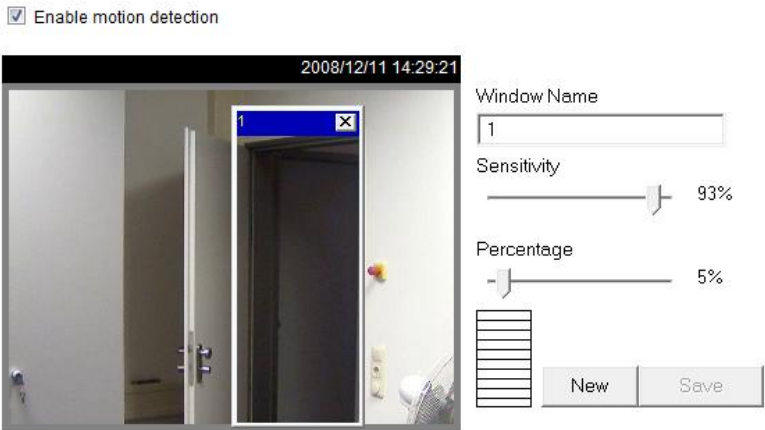 Enable motion detection
2008/12/11 14:29:21
1
Window Name
1
Sensitivity
93%
Percentage
5%
New
Save